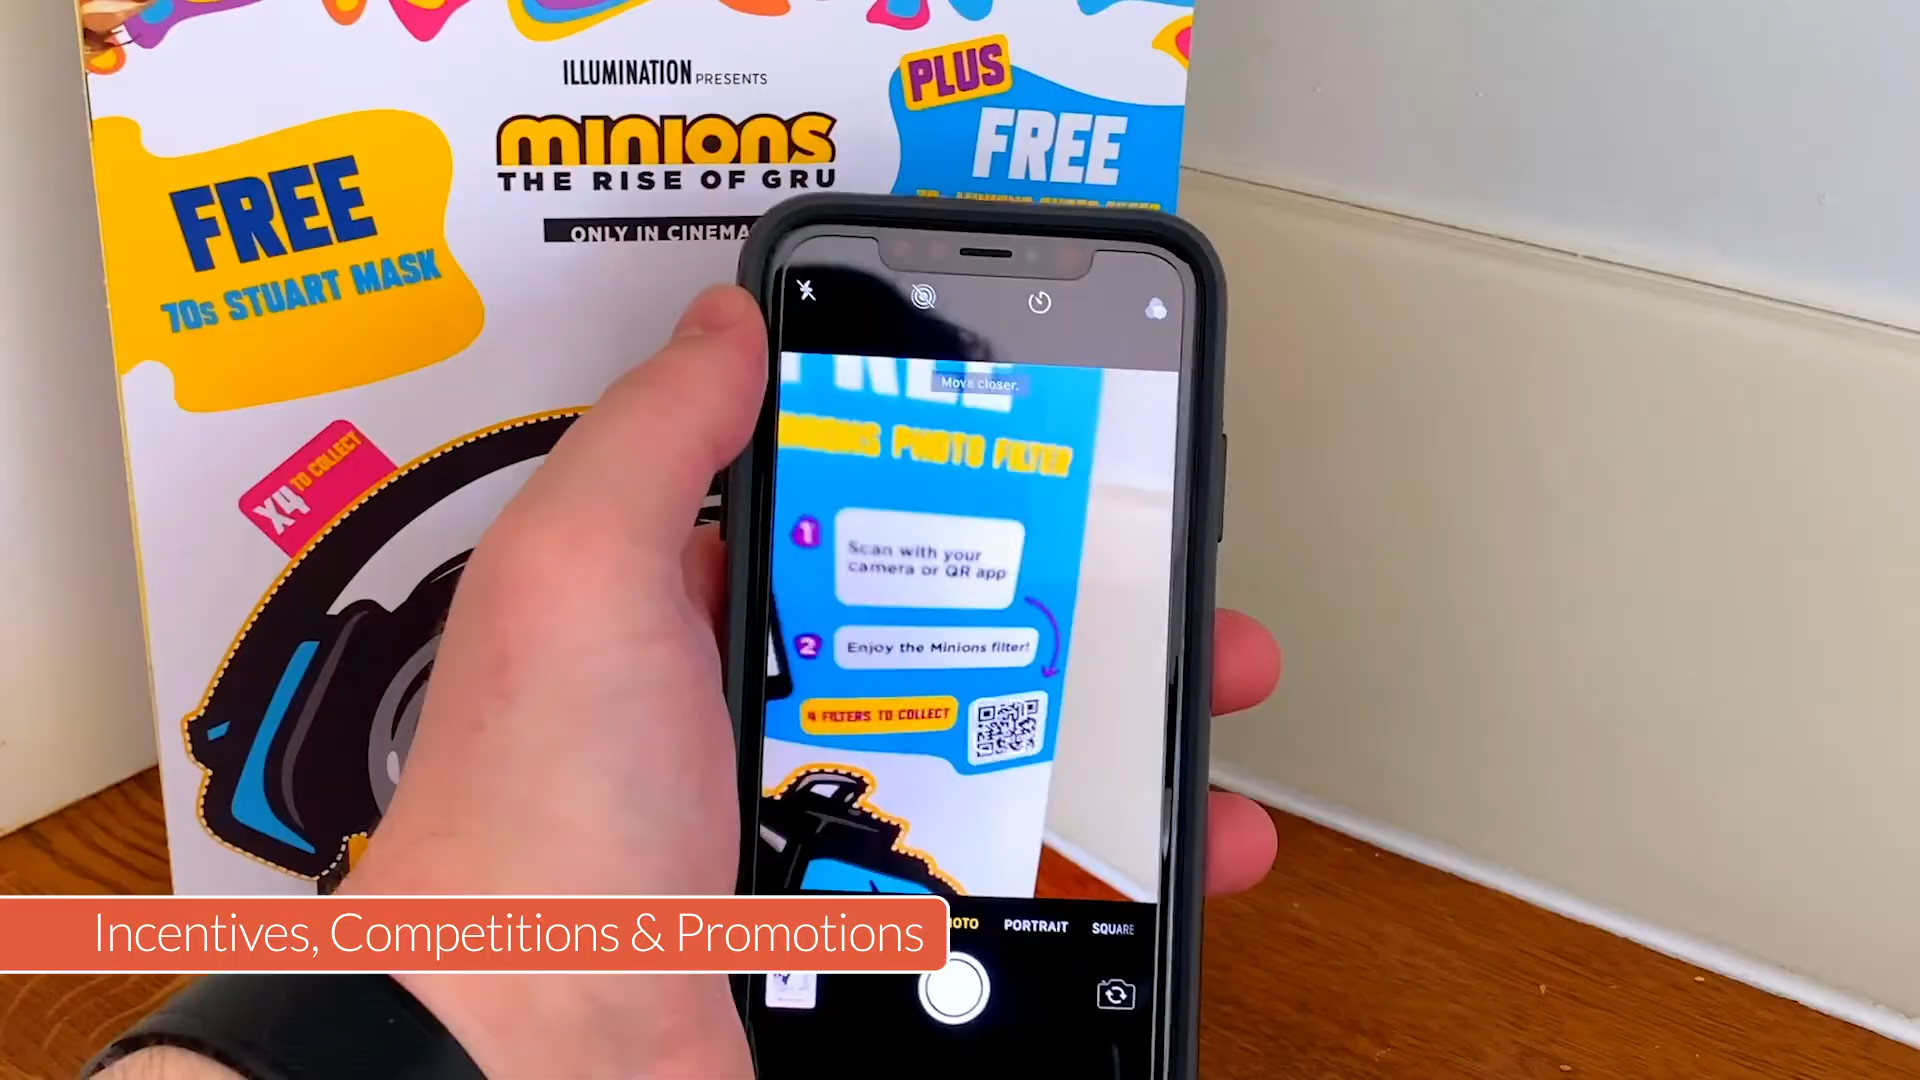 ILLUMINATION PRESENTS
minions
THE RISE OF GRU
ONLY IN CINEMA
FREE
70s STUART MASK
X4 TO COLLECT
PLUS
FREE
Move closer.
PHOTO FILTER
1
Scan with your
camera or QR app
2
Enjoy the Minions filter!
4 FILTERS TO COLLECT
PORTRAIT
SQUARE
Incentives, Competitions & Promotions